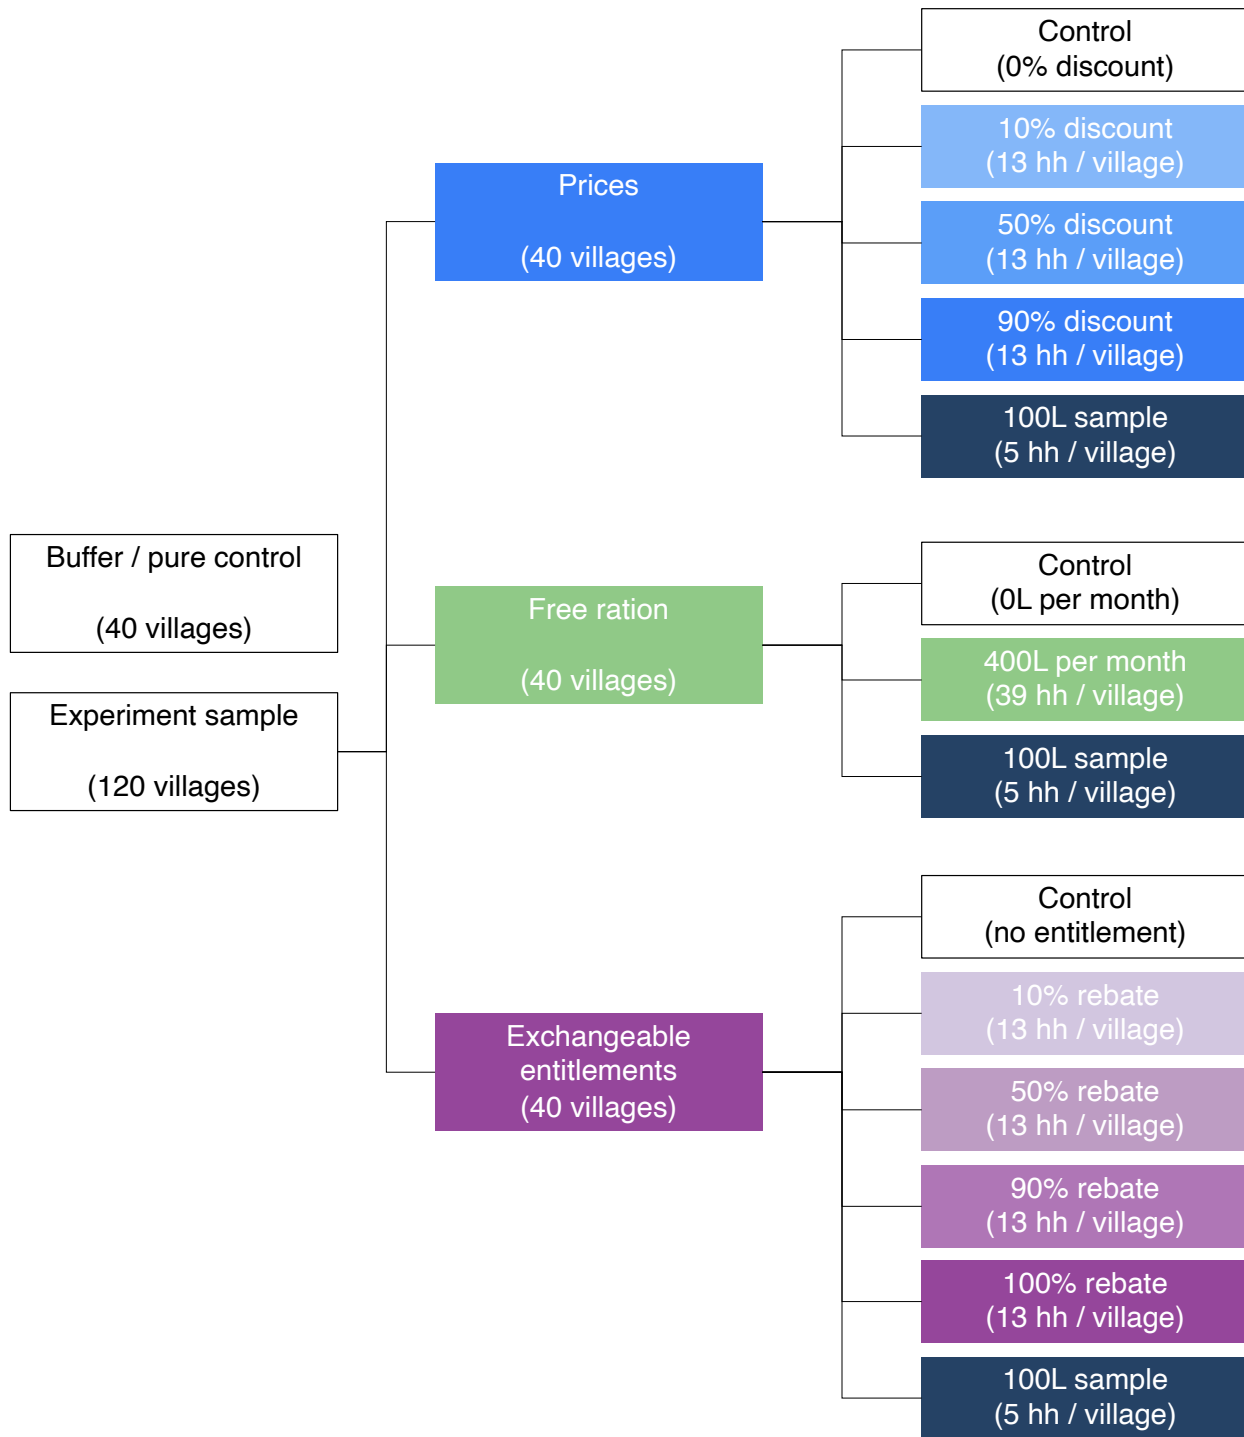 Buffer / pure control
(40 villages)
Experiment sample
(120 villages)
Prices
(40 villages)
Control
(0% discount)
10% discount
(13 hh / village)
50% discount
(13 hh / village)
90% discount
(13 hh / village)
100L sample
(5 hh / village)
Free ration
(40 villages)
Control
(0L per month)
400L per month
(39 hh / village)
100L sample
(5 hh / village)
Exchangeable
entitlements
(40 villages)
Control
(no entitlement)
10% rebate
(13 hh / village)
50% rebate
(13 hh / village)
90% rebate
(13 hh / village)
100% rebate
(13 hh / village)
100L sample
(5 hh / village)